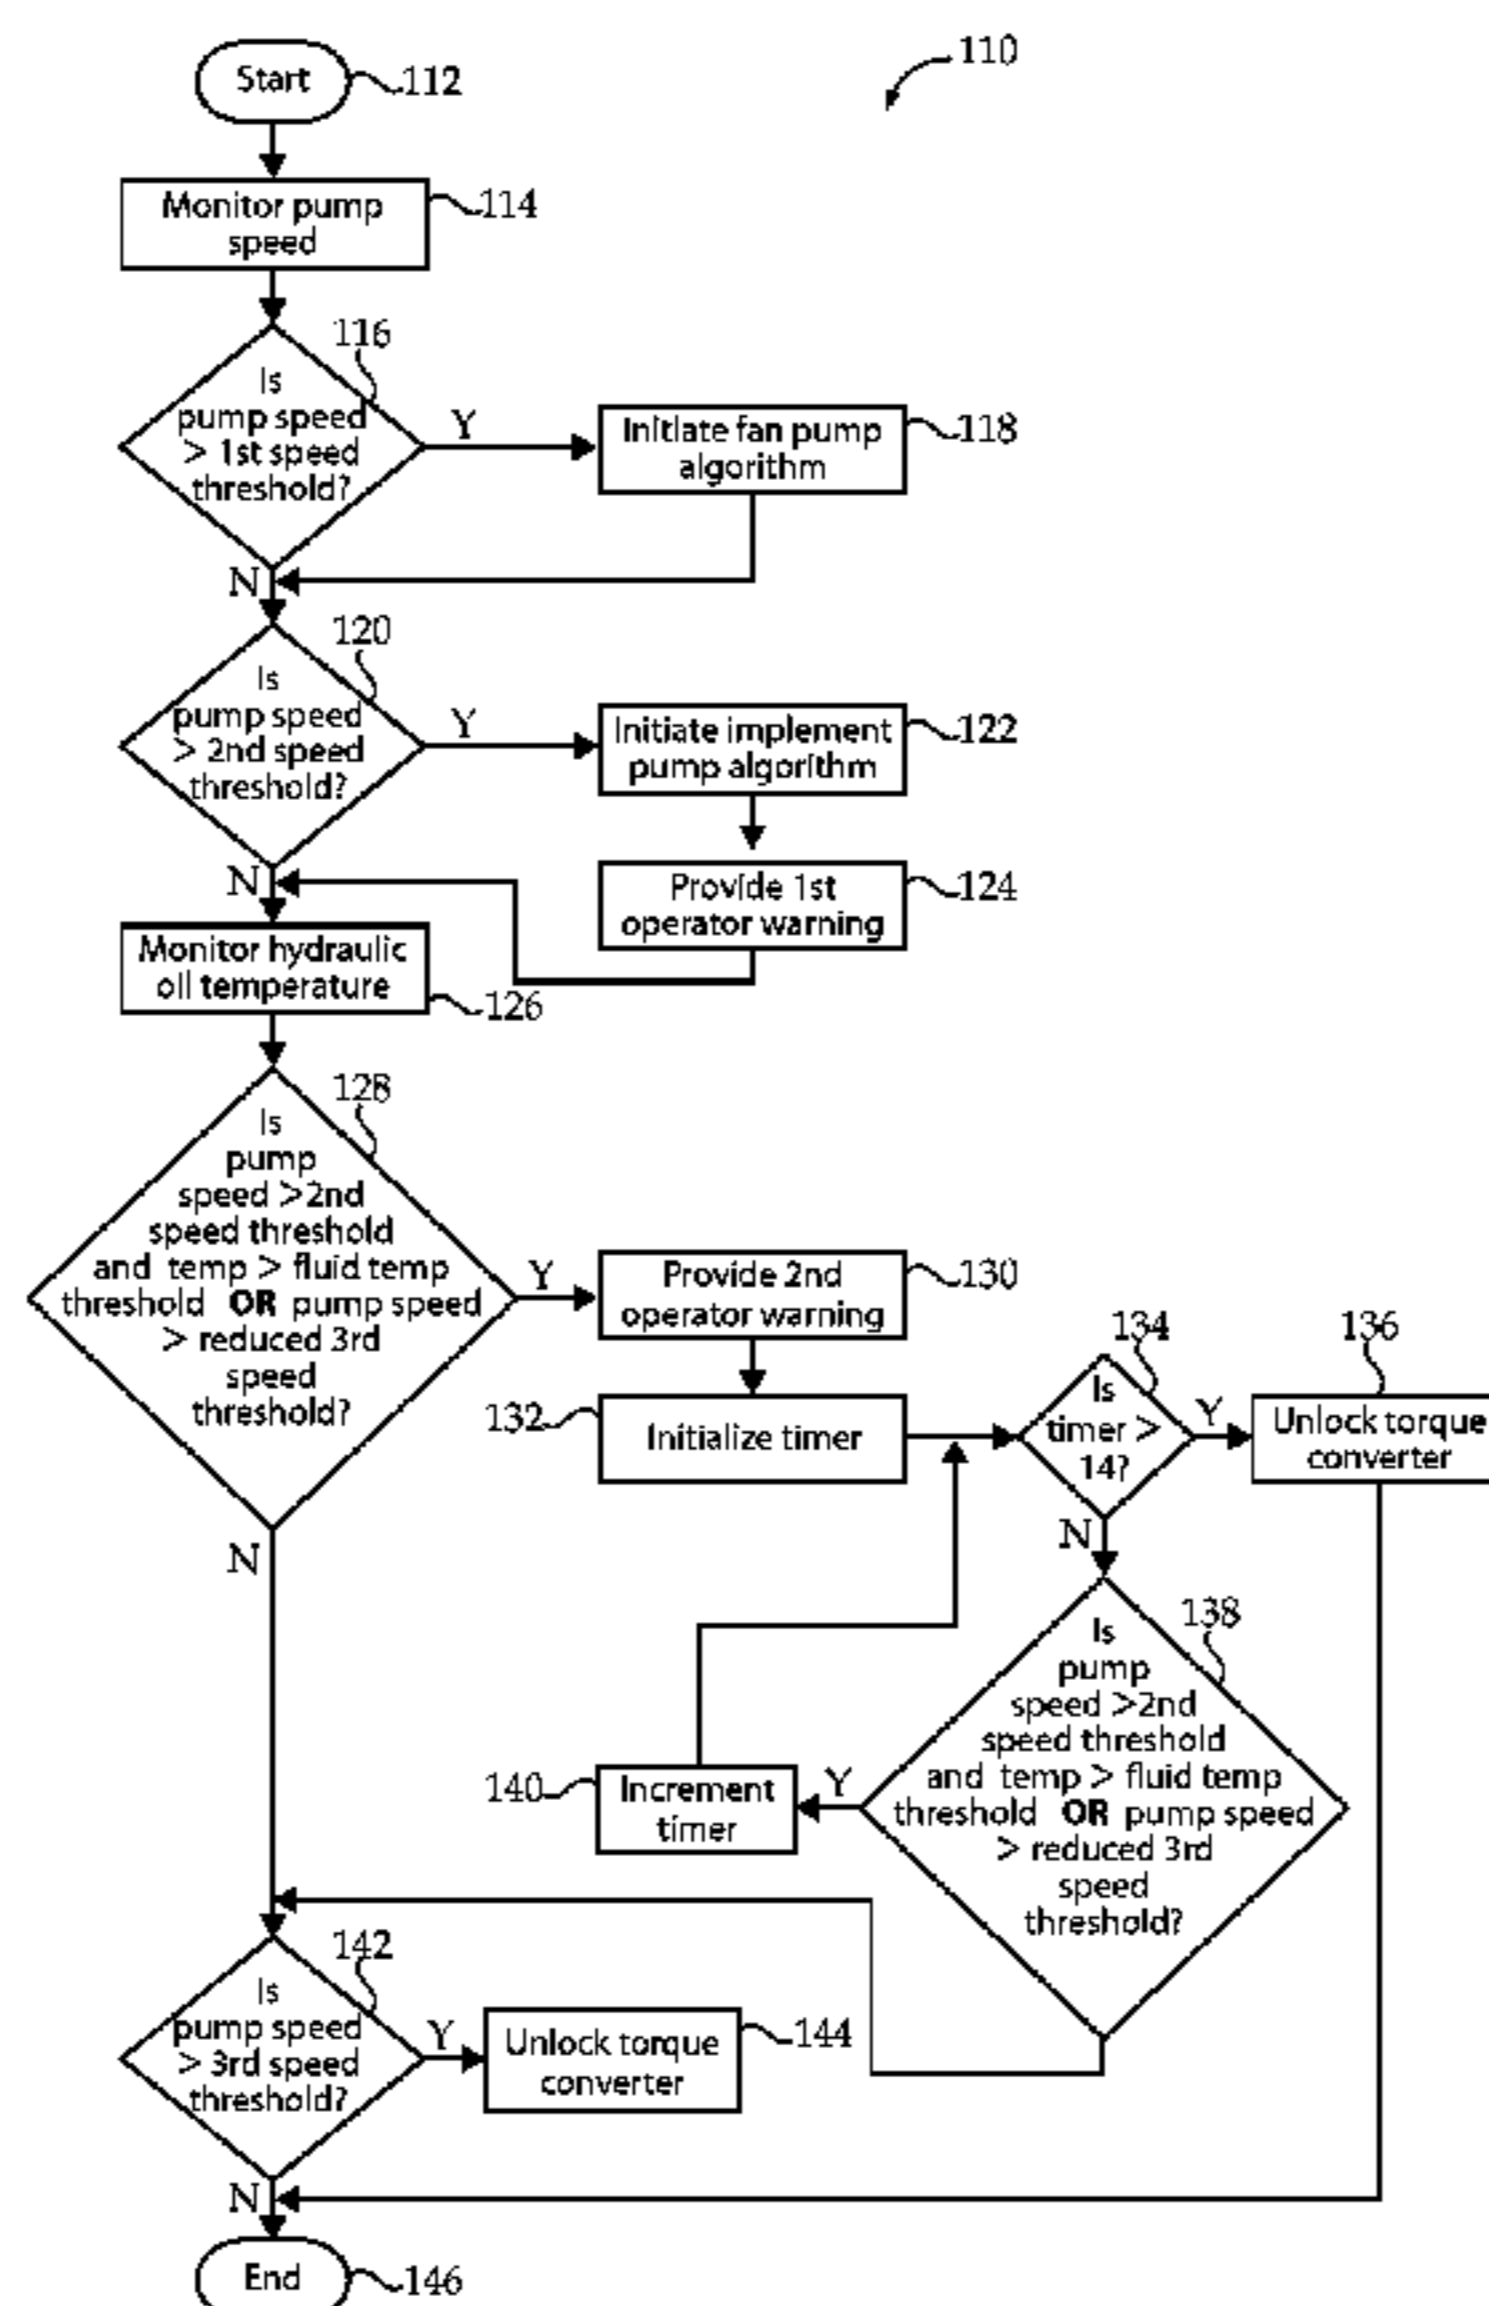 110
Start
112
Monitor pump
speed
114
116
Is
pump speed
> 1st speed
threshold?
Y
Initiate fan pump
algorithm
118
N
120
Is
pump speed
> 2nd speed
threshold?
Y
Initiate implement
pump algorithm
122
Provide 1st
operator warning
124
N
Monitor hydraulic
oil temperature
126
128
Is
pump
speed >2nd
speed threshold
and temp > fluid temp
threshold OR pump speed
> reduced 3rd
speed
threshold?
Y
Provide 2nd
operator warning
130
132
Initialize timer
134
Is
timer >
14?
Y
136
Unlock torque
converter
N
N
138
Is
pump
speed >2nd
speed threshold
and temp > fluid temp
threshold OR pump speed
> reduced 3rd
speed
threshold?
Y
140
Increment
timer
142
Is
pump speed
> 3rd speed
threshold?
Y
Unlock torque
converter
144
N
End
146